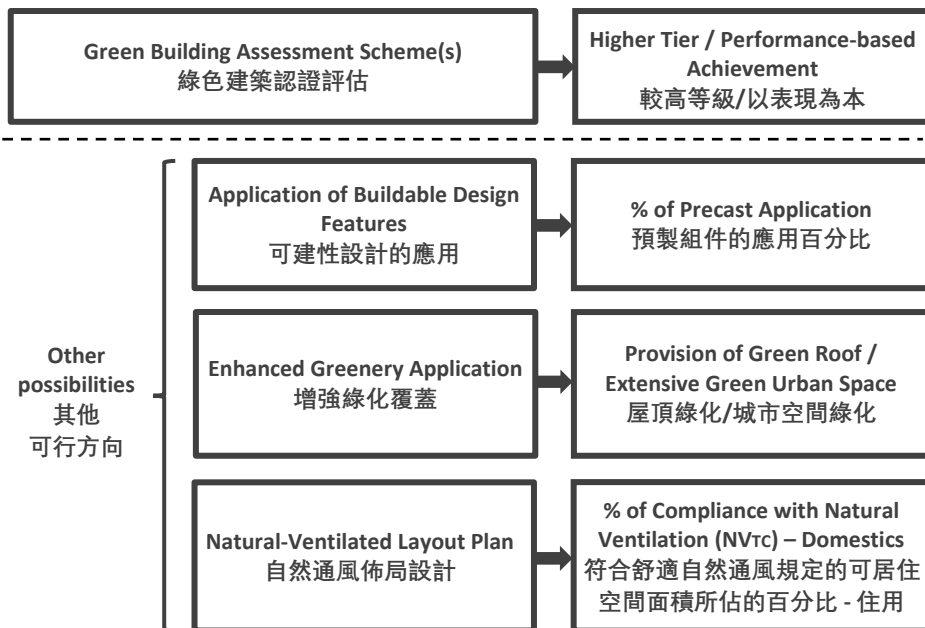 Green Building Assessment Scheme(s)
綠色建築認證評估
Higher Tier / Performance-based
Achievement
較高等級/以表現為本
Other
possibilities
其他
可行方向
Application of Buildable Design
Features
可建性設計的應用
% of Precast Application
預製組件的應用百分比
Enhanced Greenery Application
增強綠化覆蓋
Provision of Green Roof /
Extensive Green Urban Space
屋頂綠化/城市空間綠化
Natural-Ventilated Layout Plan
自然通風佈局設計
% of Compliance with Natural
Ventilation (NVTC) – Domestics
符合舒適自然通風規定的可居住
空間面積所佔的百分比 - 住用